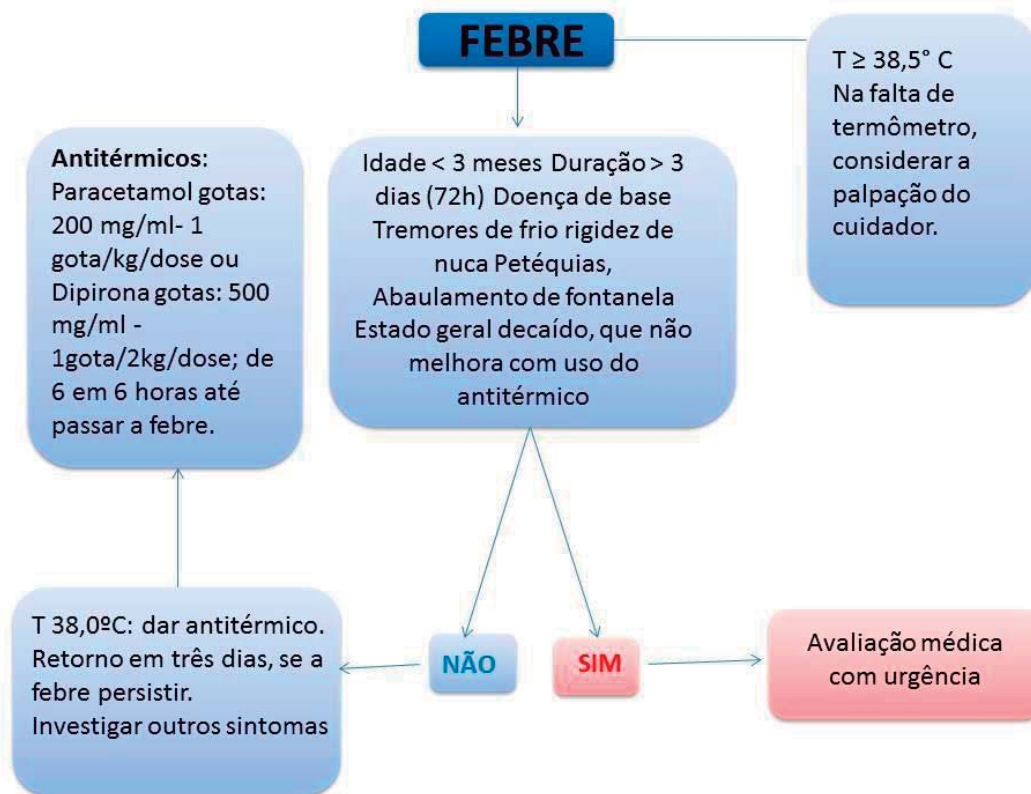 FEBRE
T ≥ 38,5° C
Na falta de
termômetro,
considerar a
palpação do
cuidador.
Idade < 3 meses Duração > 3
dias (72h) Doença de base
Tremores de frio rigidez de
nuca Petéquias,
Abaulamento de fontanela
Estado geral decaído, que não
melhora com uso do
antitérmico
Antitérmicos:
Paracetamol gotas:
200 mg/ml- 1
gota/kg/dose ou
Dipirona gotas: 500
mg/ml -
1gota/2kg/dose; de
6 em 6 horas até
passar a febre.
T 38,0ºC: dar antitérmico.
Retorno em três dias, se a
febre persistir.
Investigar outros sintomas
NÃO
SIM
Avaliação médica
com urgência